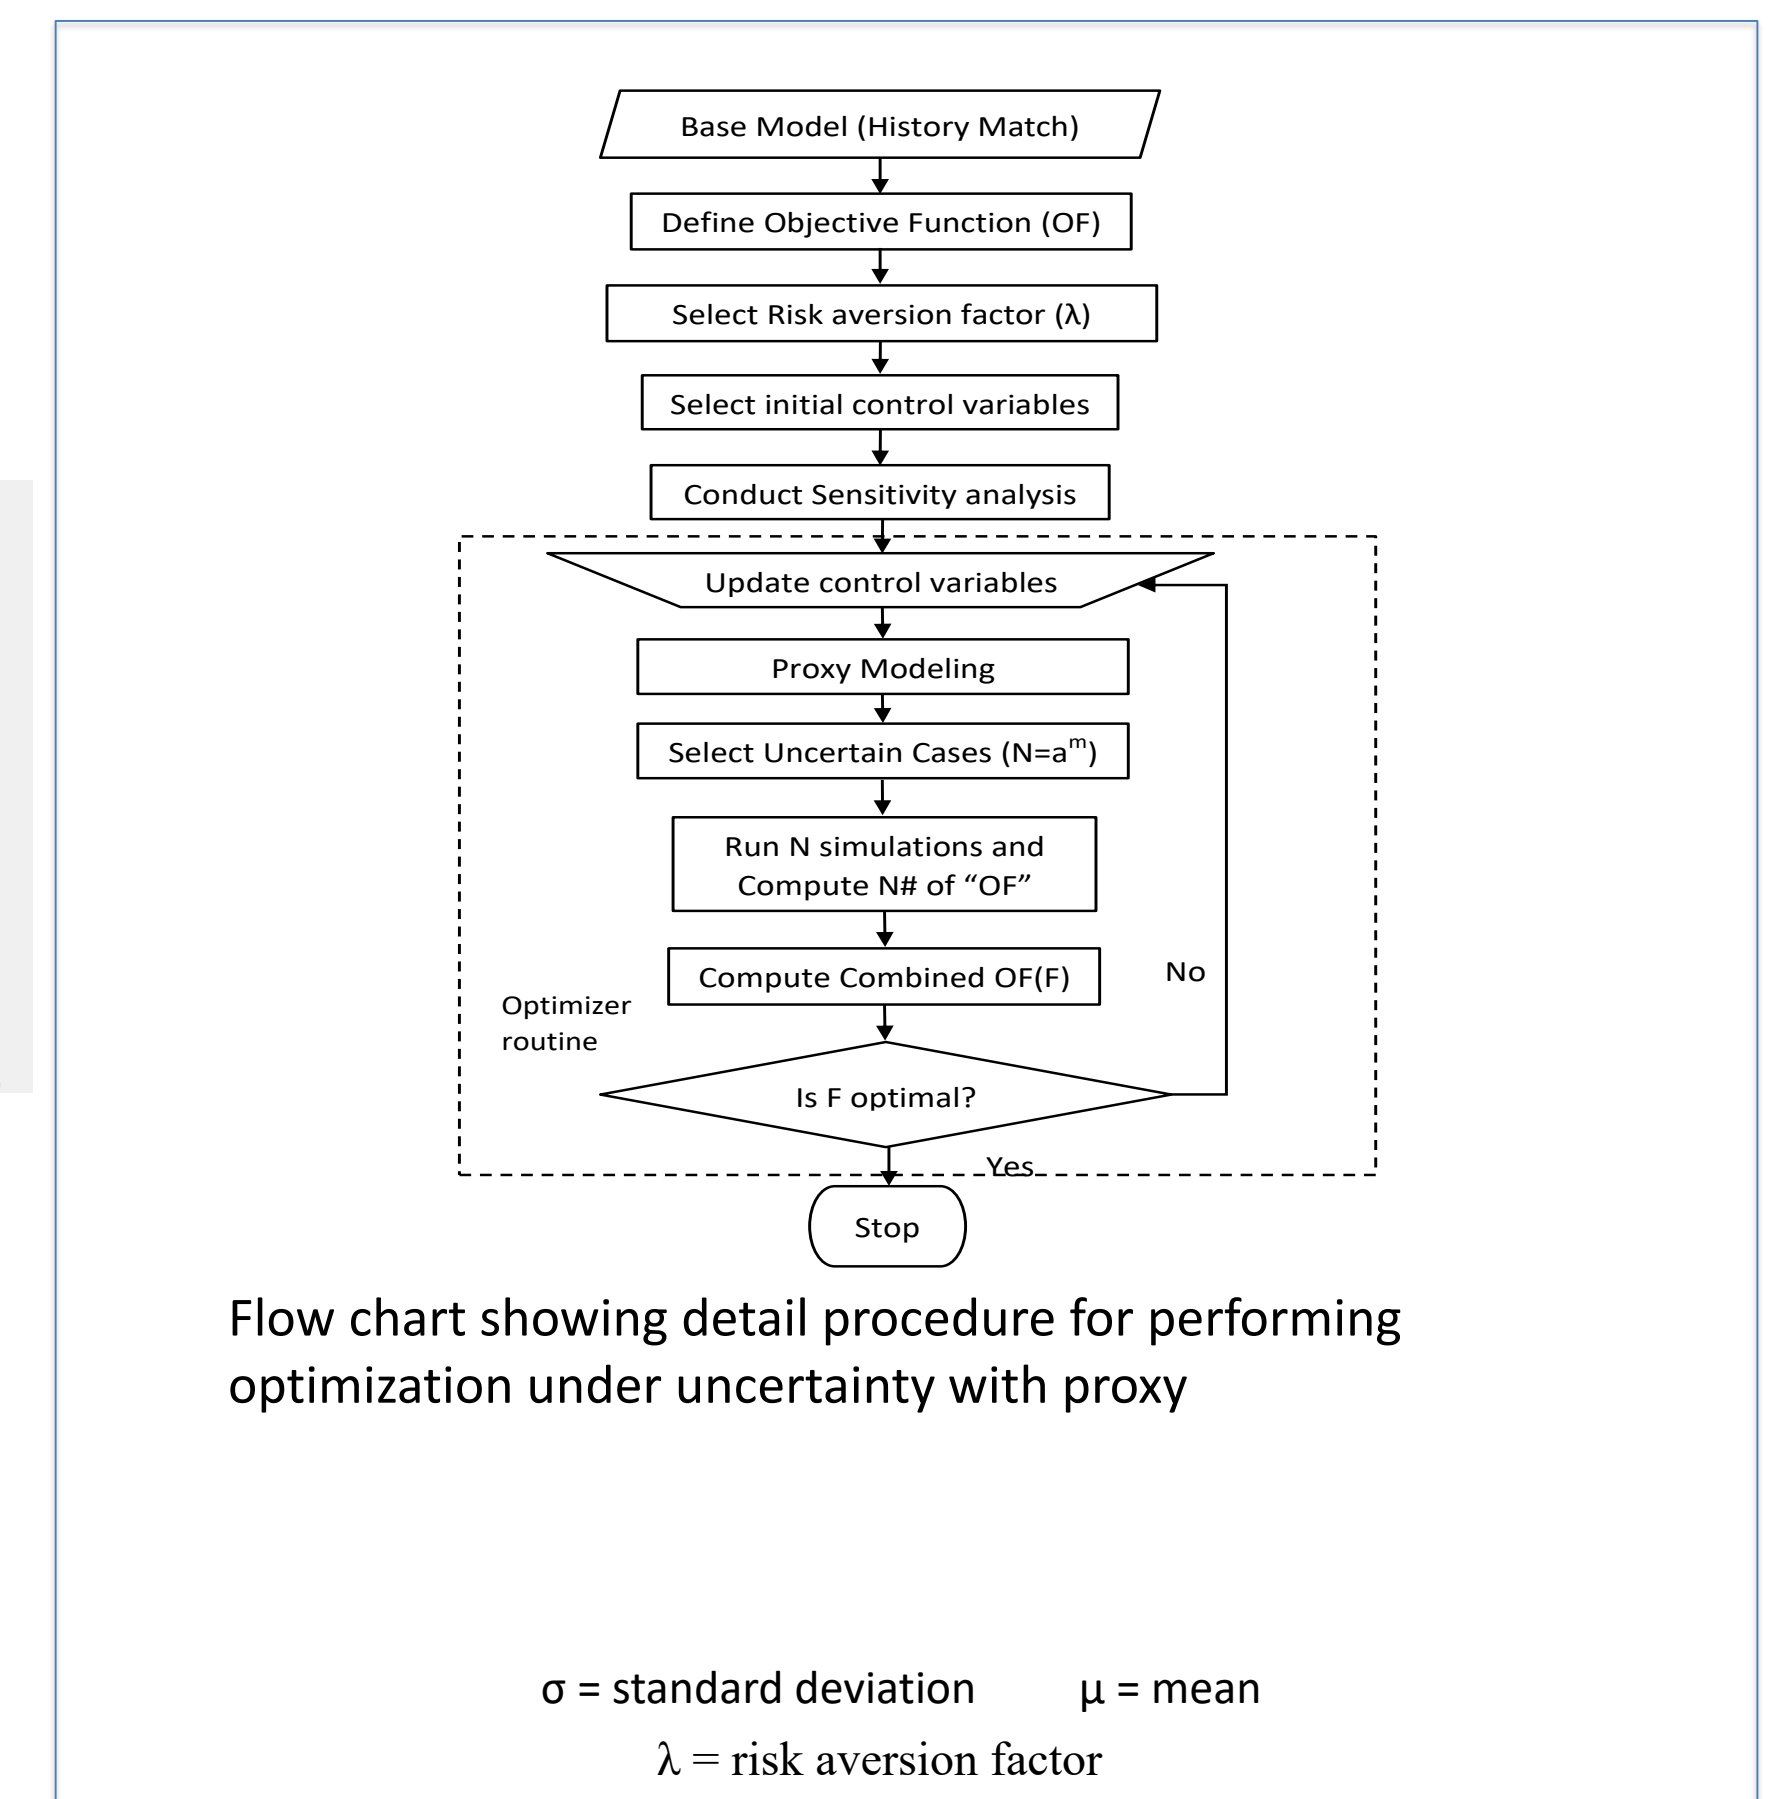 Base Model (History Match)
Define Objective Function (OF)
Select Risk aversion factor (λ)
Select initial control variables
Conduct Sensitivity analysis
Update control variables
Proxy Modeling
Select Uncertain Cases (N=a^m)
Run N simulations and
Compute N# of “OF”
Compute Combined OF(F)
No
Optimizer
routine
Is F optimal?
Yes
Stop
Flow chart showing detail procedure for performing
optimization under uncertainty with proxy
σ = standard deviation μ = mean
λ = risk aversion factor